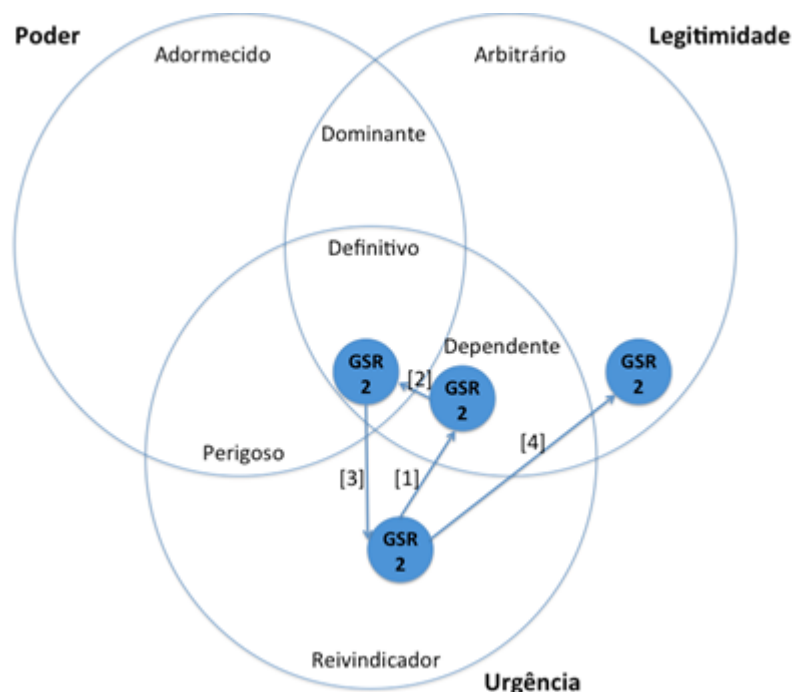 Poder
Legitimidade
Adormecido
Arbitrário
Dominante
Definitivo
Dependente
GSR
2
[2]
GSR
2
GSR
2
[4]
Perigoso
[3]
[1]
GSR
2
Reivindicador
Urgência